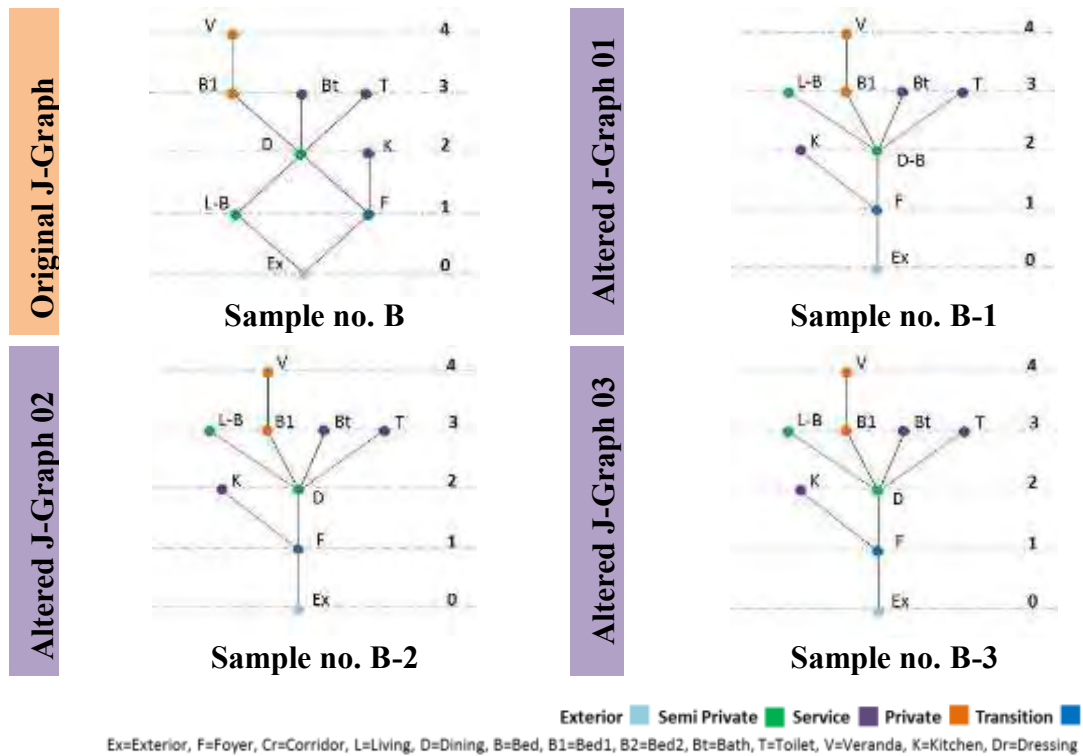 Original J-Graph
V
4
B1
Bt
T
3
D
K
2
L-B
F
1
Ex
0
Sample no. B
Altered J-Graph 01
V
4
L-B
B1
Bt
T
3
K
D-B
2
F
1
Ex
0
Sample no. B-1
Altered J-Graph 02
V
4
L-B
B1
Bt
T
3
K
D
2
F
1
Ex
0
Sample no. B-2
Altered J-Graph 03
V
4
L-B
B1
Bt
T
3
K
D
2
F
1
Ex
0
Sample no. B-3
Exterior Semi Private Service Private Transition
Ex=Exterior, F=Foyer, Cr=Corridor, L=Living, D=Dining, B=Bed, B1=Bed1, B2=Bed2, Bt=Bath, T=Toilet, V=Veranda, K=Kitchen, Dr=Dressing